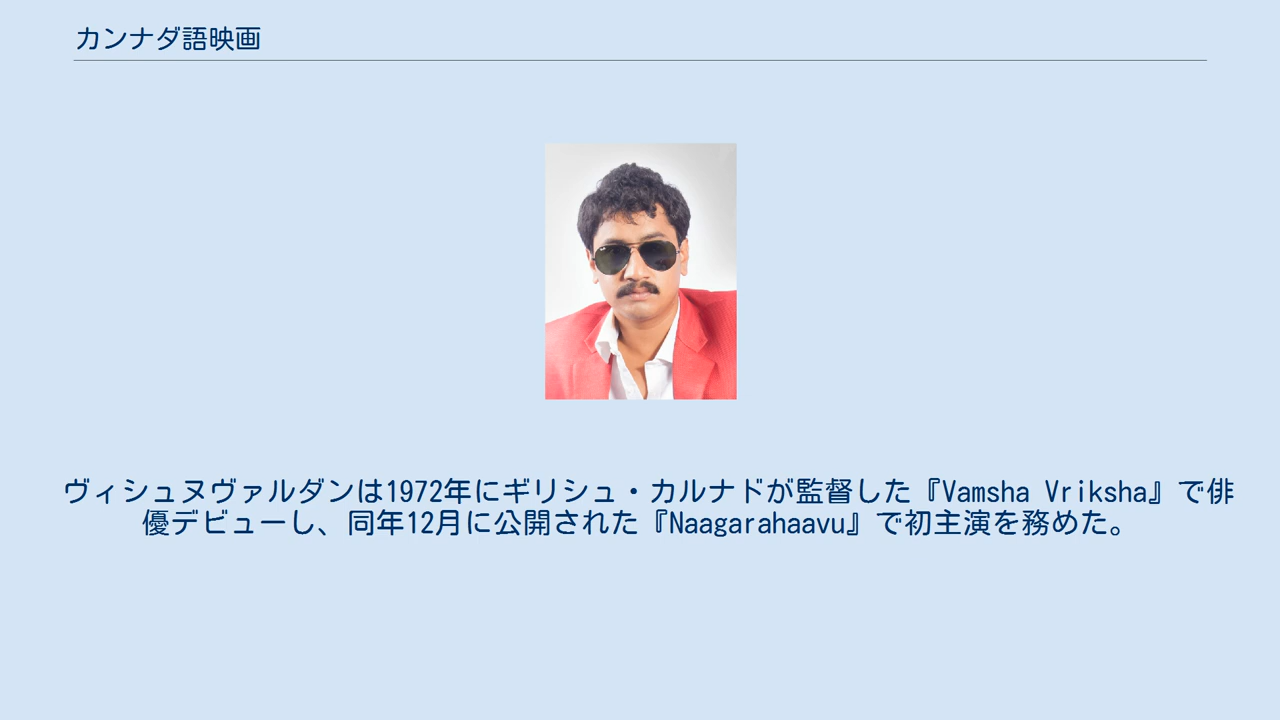 カンナダ語映画
ヴィシュヌヴァルダンは1972年にギリシュ・カルナドが監督した『Vamsha Vriksha』で俳
優デビューし、同年12月に公開された『Naagarahaavu』で初主演を務めた。